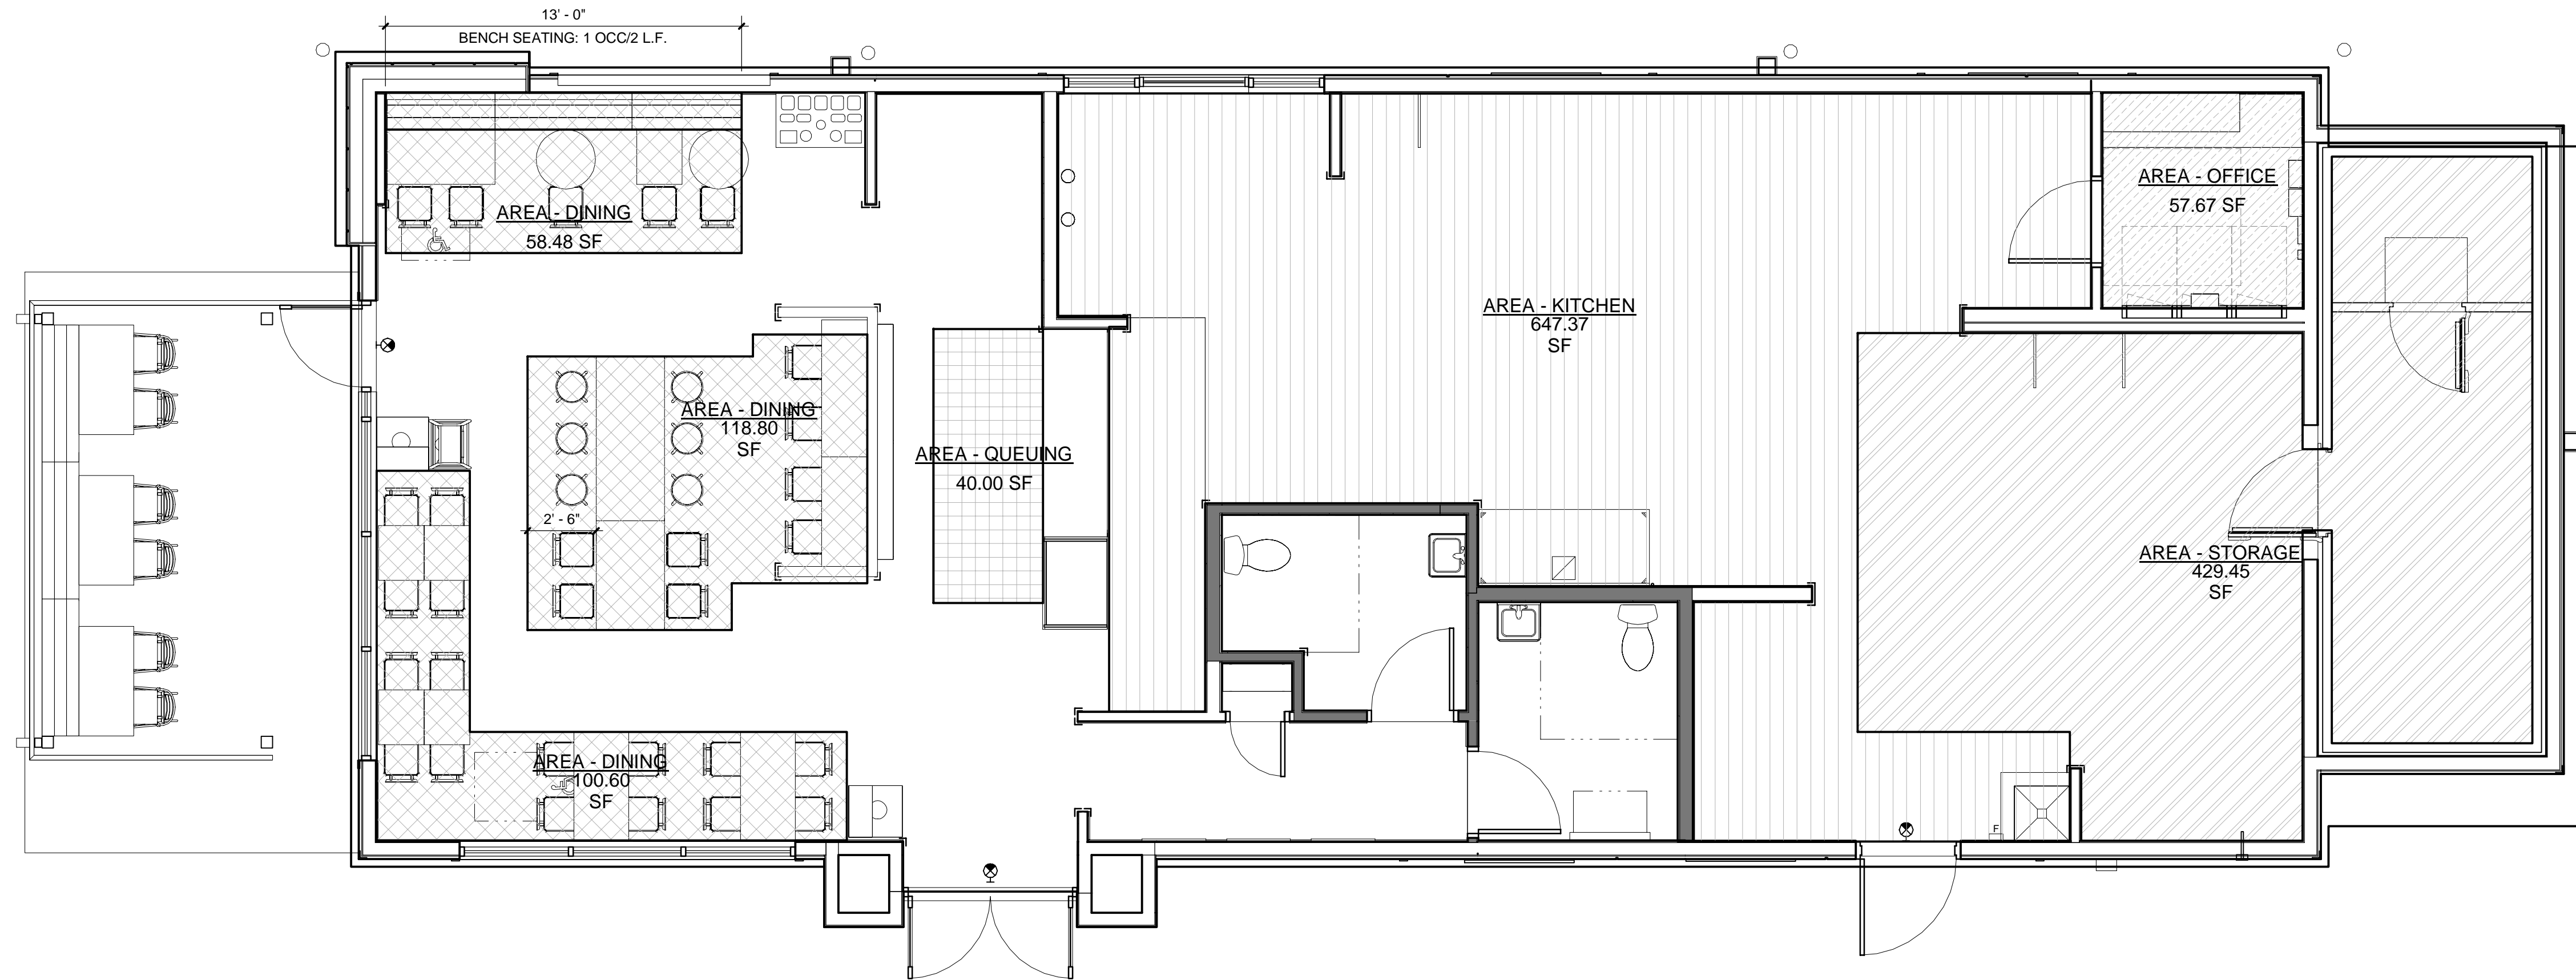 13' - 0"
BENCH SEATING: 1 OCC/2 L.F.
AREA - DINING
58.48 SF
AREA - OFFICE
57.67 SF
AREA - KITCHEN
647.37
SF
AREA - DINING
118.80
SF
AREA - QUEUING
40.00 SF
2' - 6"
AREA - STORAGE
429.45
SF
AREA - DINING
100.60
SF
F